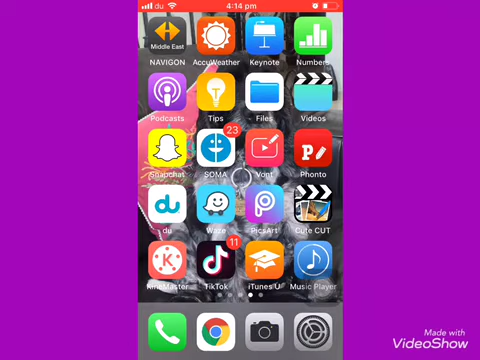 du 4:14 pm
Middle East
NAVIGON AccuWeather Keynote Numbers
Podcasts Tips Files Videos
23
Snapchat SOMA Vont Phonto
du
du Waze PicsArt Cute CUT
11
KineMaster TikTok iTunes U Music Player
Made with
VideoShow